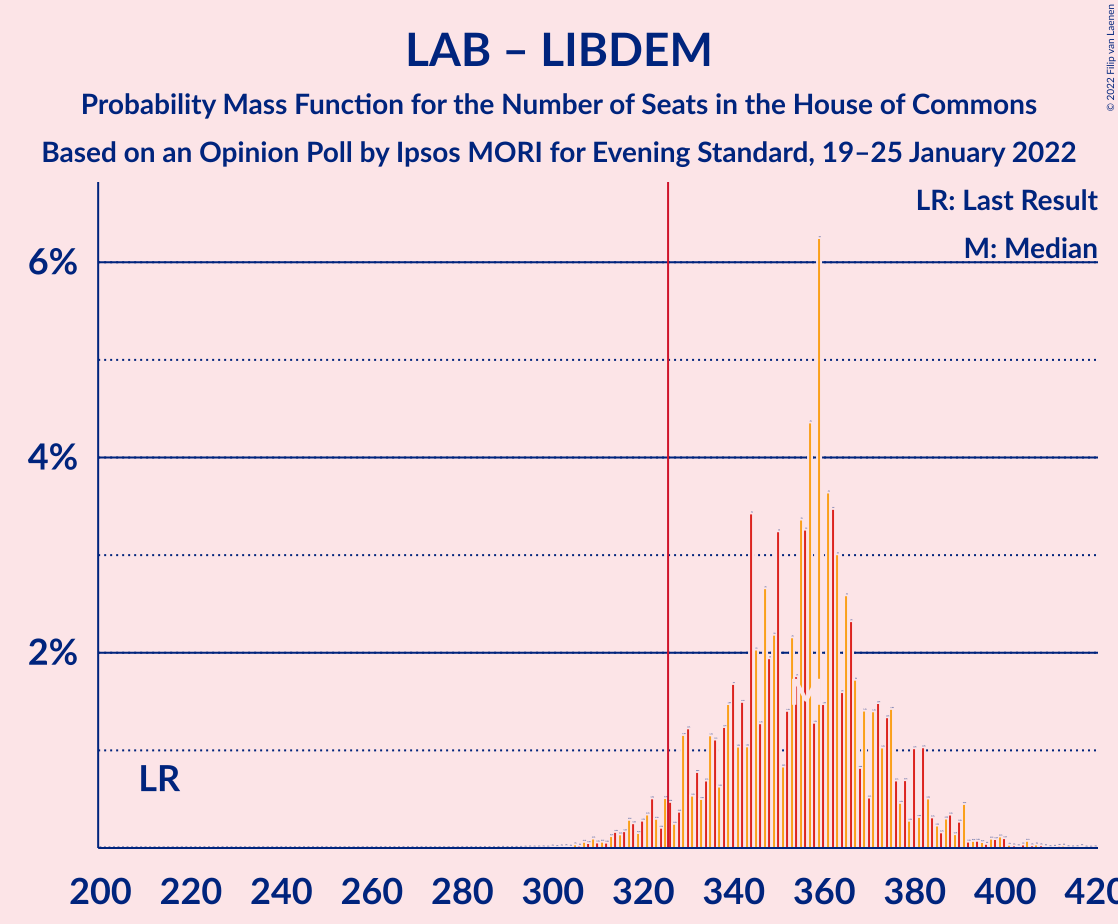 LAB – LIBDEM
Probability Mass Function for the Number of Seats in the House of Commons
Based on an Opinion Poll by Ipsos MORI for Evening Standard, 19–25 January 2022
© 2022 Filip van Laenen
LR: Last Result
M: Median
6%
4%
2%
LR
M
200 220 240 260 280 300 320 340 360 380 400 420